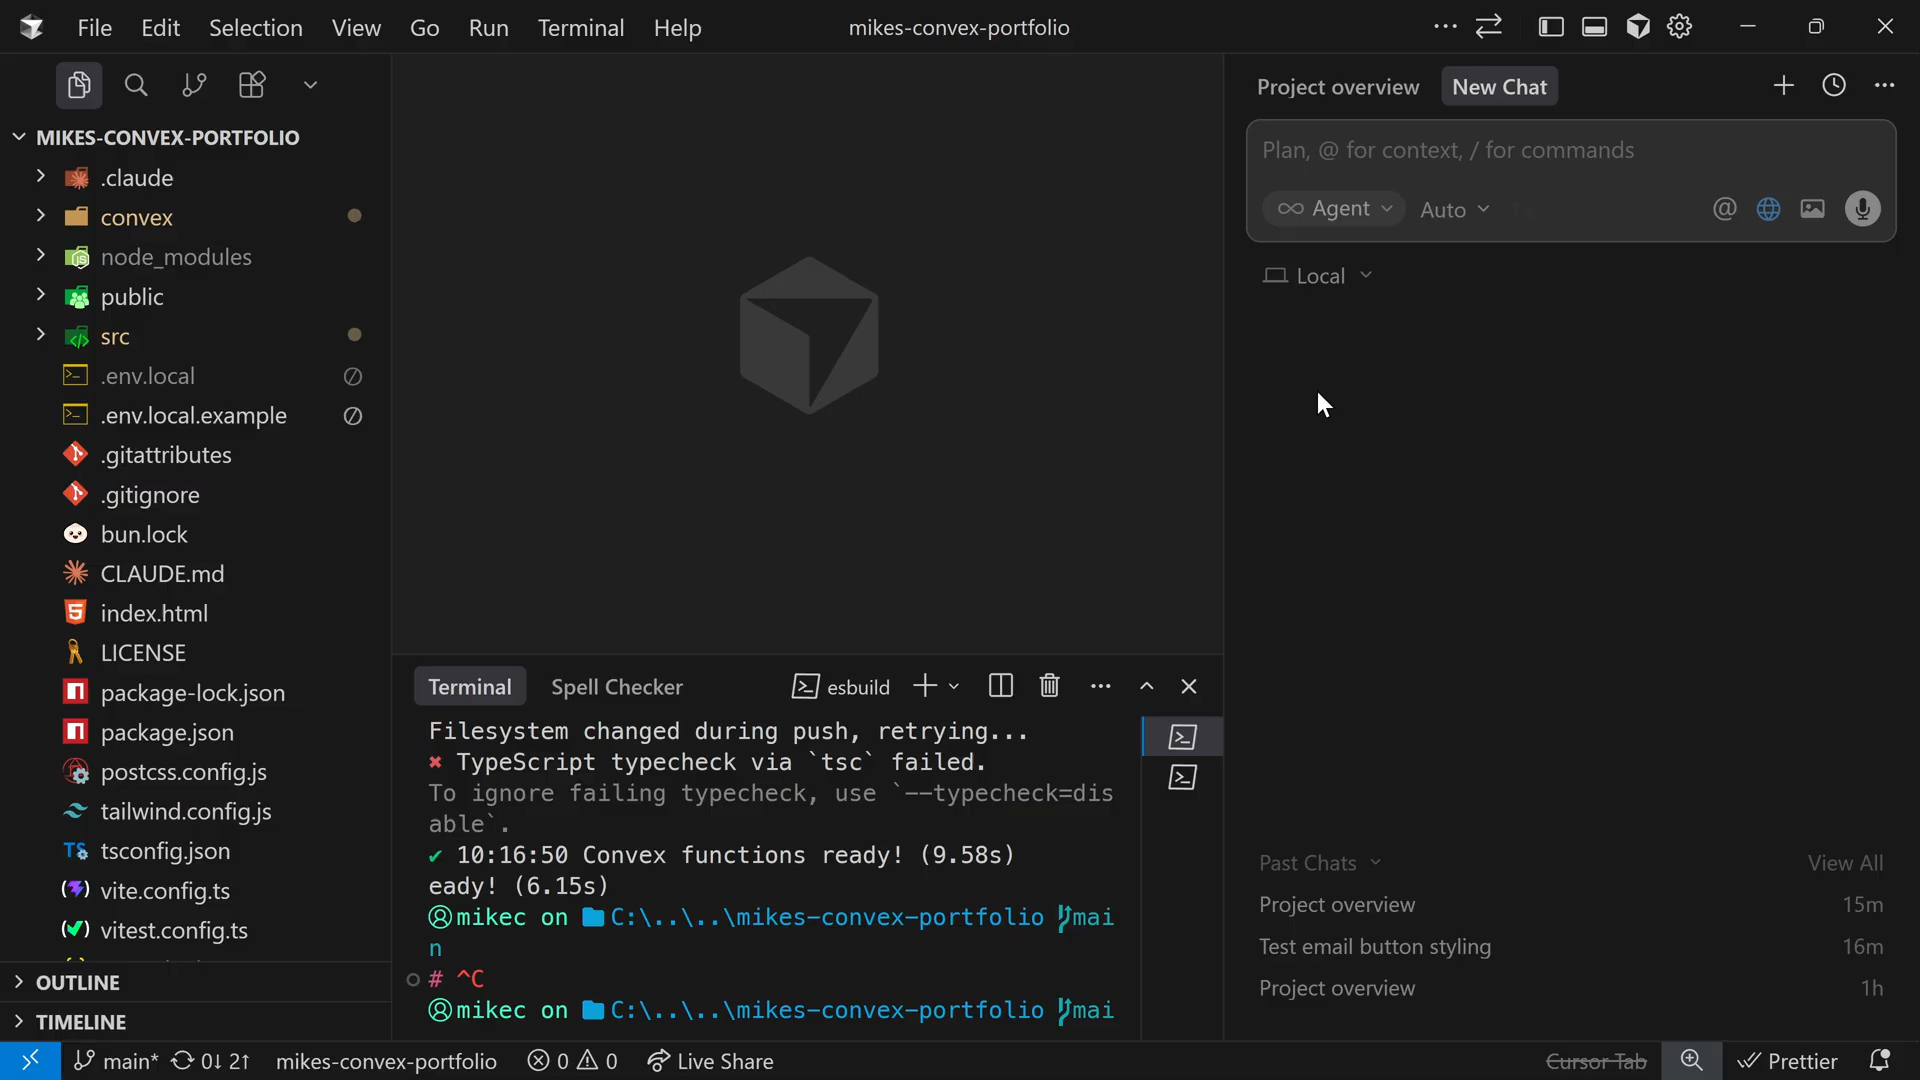 File Edit Selection View Go Run Terminal Help
mikes-convex-portfolio
MIKES-CONVEX-PORTFOLIO
.claude
convex
node_modules
public
src
.env.local
.env.local.example
.gitattributes
.gitignore
bun.lock
CLAUDE.md
index.html
LICENSE
package-lock.json
package.json
postcss.config.js
tailwind.config.js
TS tsconfig.json
vite.config.ts
vitest.config.ts
OUTLINE
TIMELINE
Terminal Spell Checker esbuild
Filesystem changed during push, retrying...
✖ TypeScript typecheck via `tsc` failed.
To ignore failing typecheck, use `--typecheck=dis
able`.
✔ 10:16:50 Convex functions ready! (9.58s)
eady! (6.15s)
mikec on C:\..\..\mikes-convex-portfolio mai
n
# ^C
mikec on C:\..\..\mikes-convex-portfolio mai
Project overview New Chat
Plan, @ for context, / for commands
∞ Agent Auto @
Local
Past Chats View All
Project overview 15m
Test email button styling 16m
Project overview 1h
main* 0↓ 2↑ mikes-convex-portfolio 0 0 Live Share Cursor Tab Prettier